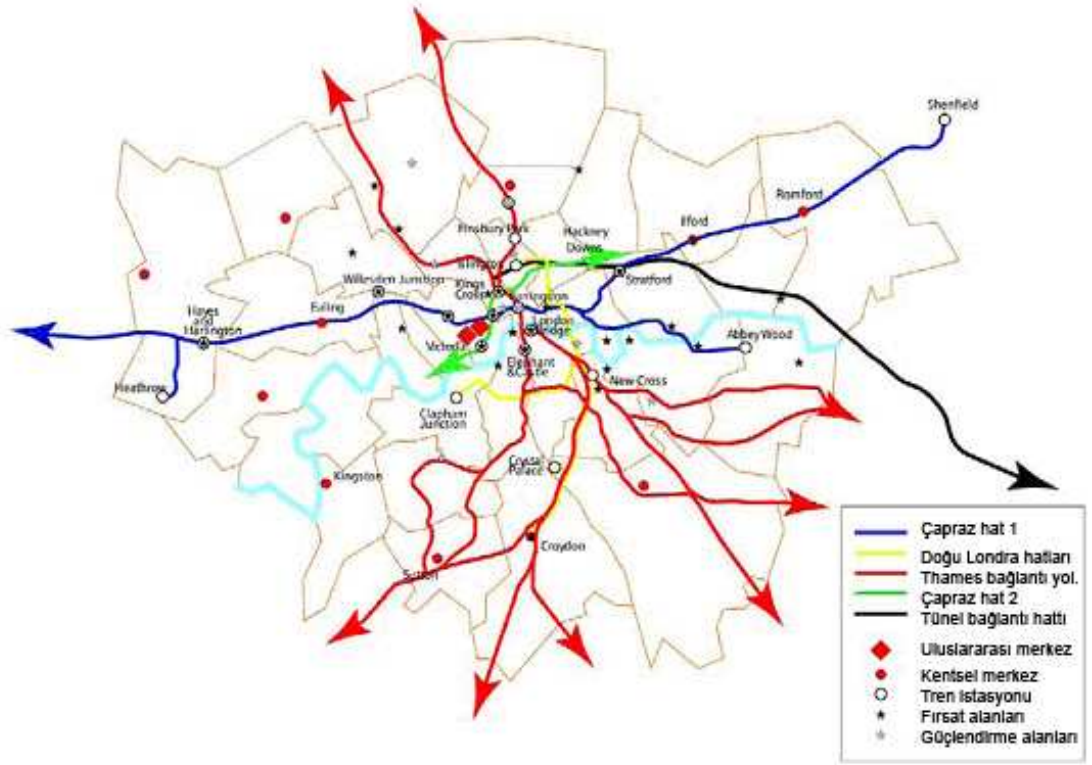 Shenfield
Romford
Ilford
Hackney
Downs
Finsbury Park
Islington
Stratford
Kings
Cross
Farringdon
Willesden Junction
Ealing
Hayes
and
Harlington
Heathrow
Victoria
London
Bridge
Elephant
&Castle
Abbey Wood
New Cross
Clapham
Junction
Crystal
Palace
Kingston
Croydon
Sutton
Çapraz hat 1
Doğu Londra hatları
Thames bağlantı yol.
Çapraz hat 2
Tünel bağlantı hattı
Uluslararası merkez
Kentsel merkez
Tren istasyonu
Fırsat alanları
Güçlendirme alanları